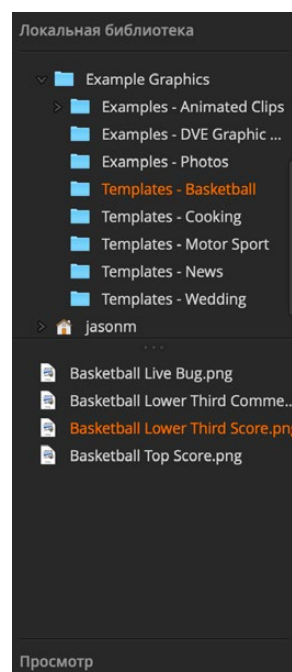 Локальная библиотека
Example Graphics
Examples - Animated Clips
Examples - DVE Graphic ...
Examples - Photos
Templates - Basketball
Templates - Cooking
Templates - Motor Sport
Templates - News
Templates - Wedding
jasonm
Basketball Live Bug.png
Basketball Lower Third Comme...
Basketball Lower Third Score.png
Basketball Top Score.png
Просмотр